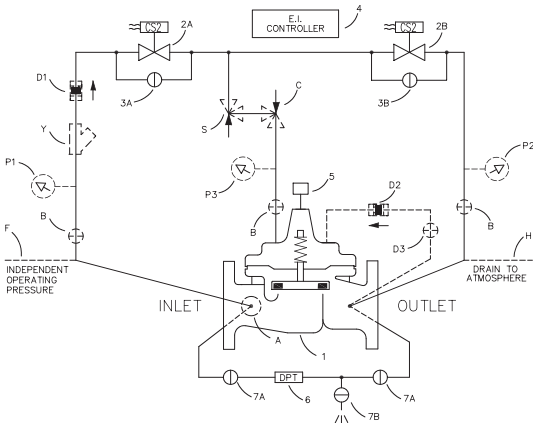 CS2
2A
E.I.
CONTROLLER
4
CS2
2B
D1
3A
3B
C
S
Y
P1
P3
5
D2
P2
B
B
D3
B
F
H
INDEPENDENT
OPERATING
PRESSURE
DRAIN TO
ATMOSPHERE
INLET
OUTLET
A
1
7A
DPT
6
7A
7B